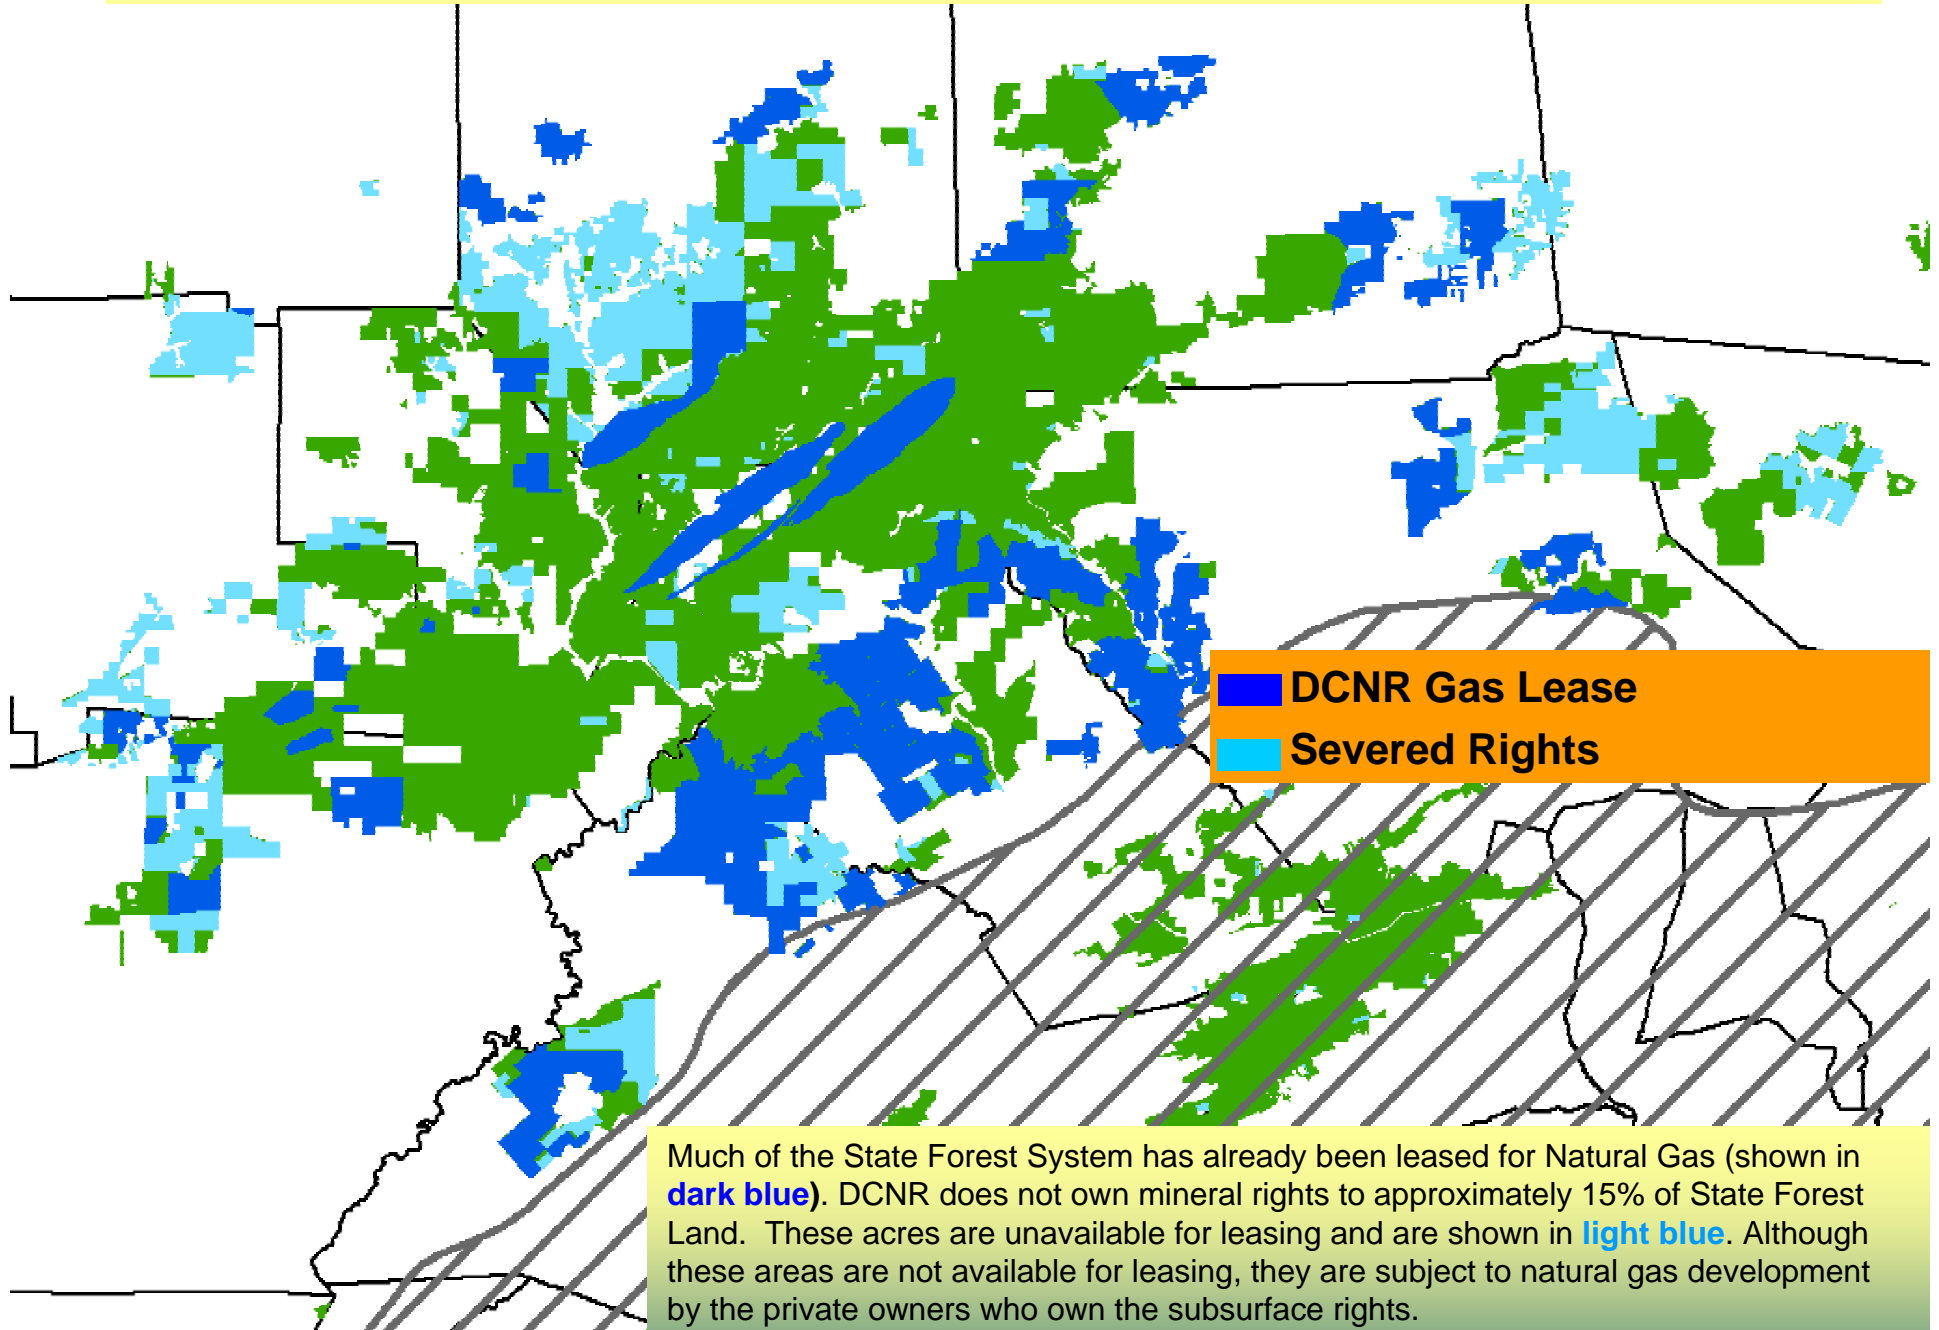 DCNR Gas Lease
Severed Rights
Much of the State Forest System has already been leased for Natural Gas (shown in
dark blue). DCNR does not own mineral rights to approximately 15% of State Forest
Land. These acres are unavailable for leasing and are shown in light blue. Although
these areas are not available for leasing, they are subject to natural gas development
by the private owners who own the subsurface rights.